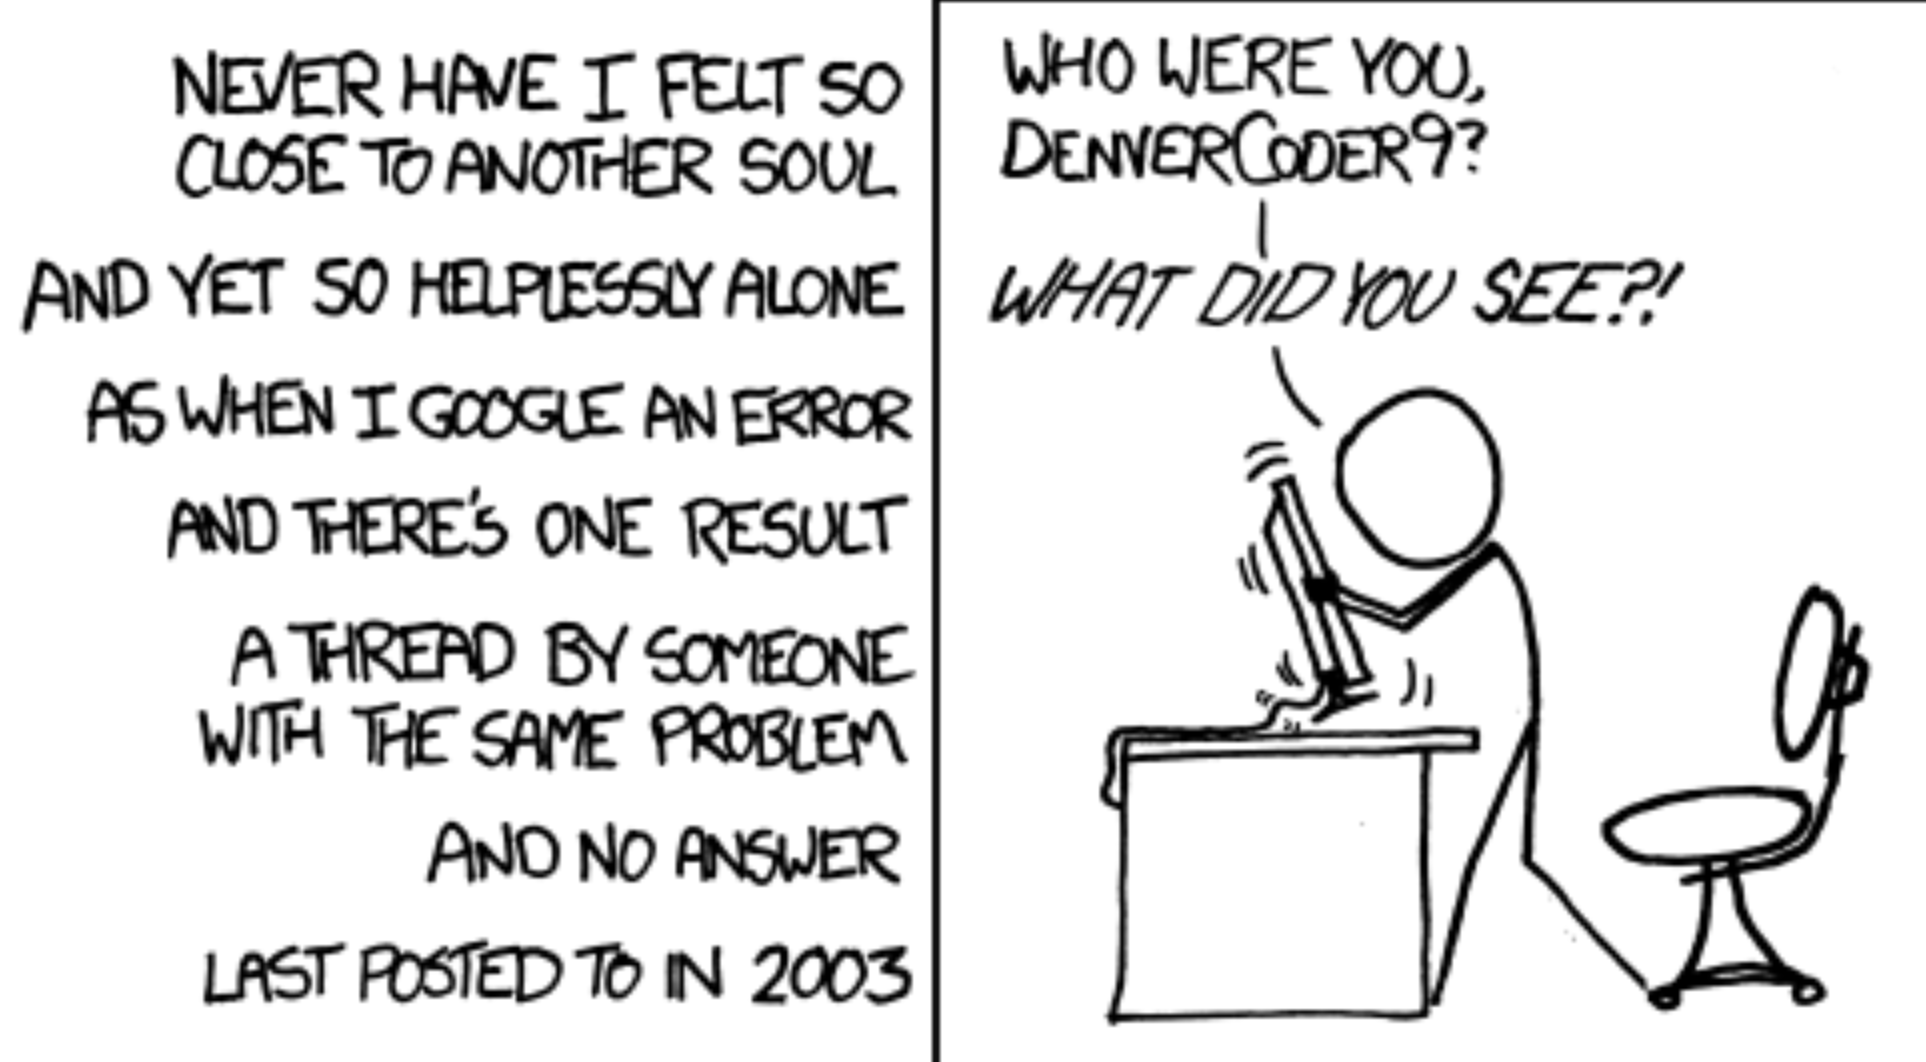 NEVER HAVE I FELT SO
CLOSE TO ANOTHER SOUL
AND YET SO HELPLESSLY ALONE
AS WHEN I GOOGLE AN ERROR
AND THERE'S ONE RESULT
A THREAD BY SOMEONE
WITH THE SAME PROBLEM
AND NO ANSWER
LAST POSTED TO IN 2003
WHO WERE YOU,
DENVERCODER9?
WHAT DID YOU SEE?!